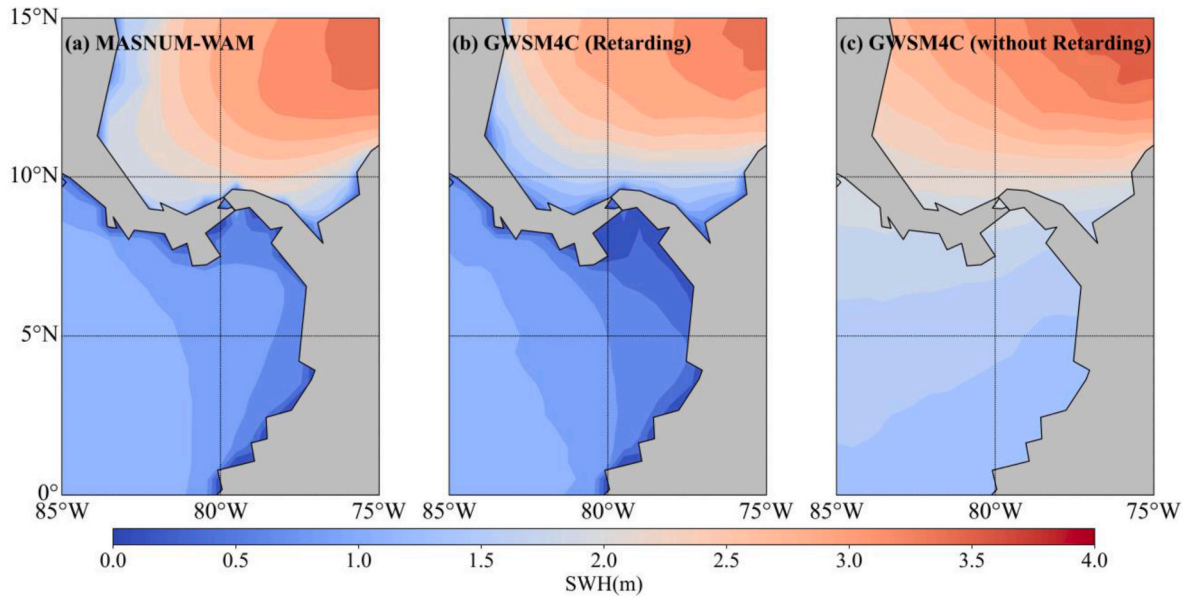 15°N
(a) MASNUM-WAM
(b) GWSM4C (Retarding)
(c) GWSM4C (without Retarding)
10°N
5°N
0°
85°W 80°W 75°W 85°W 80°W 75°W 85°W 80°W 75°W
0.0 0.5 1.0 1.5 2.0 2.5 3.0 3.5 4.0
SWH(m)